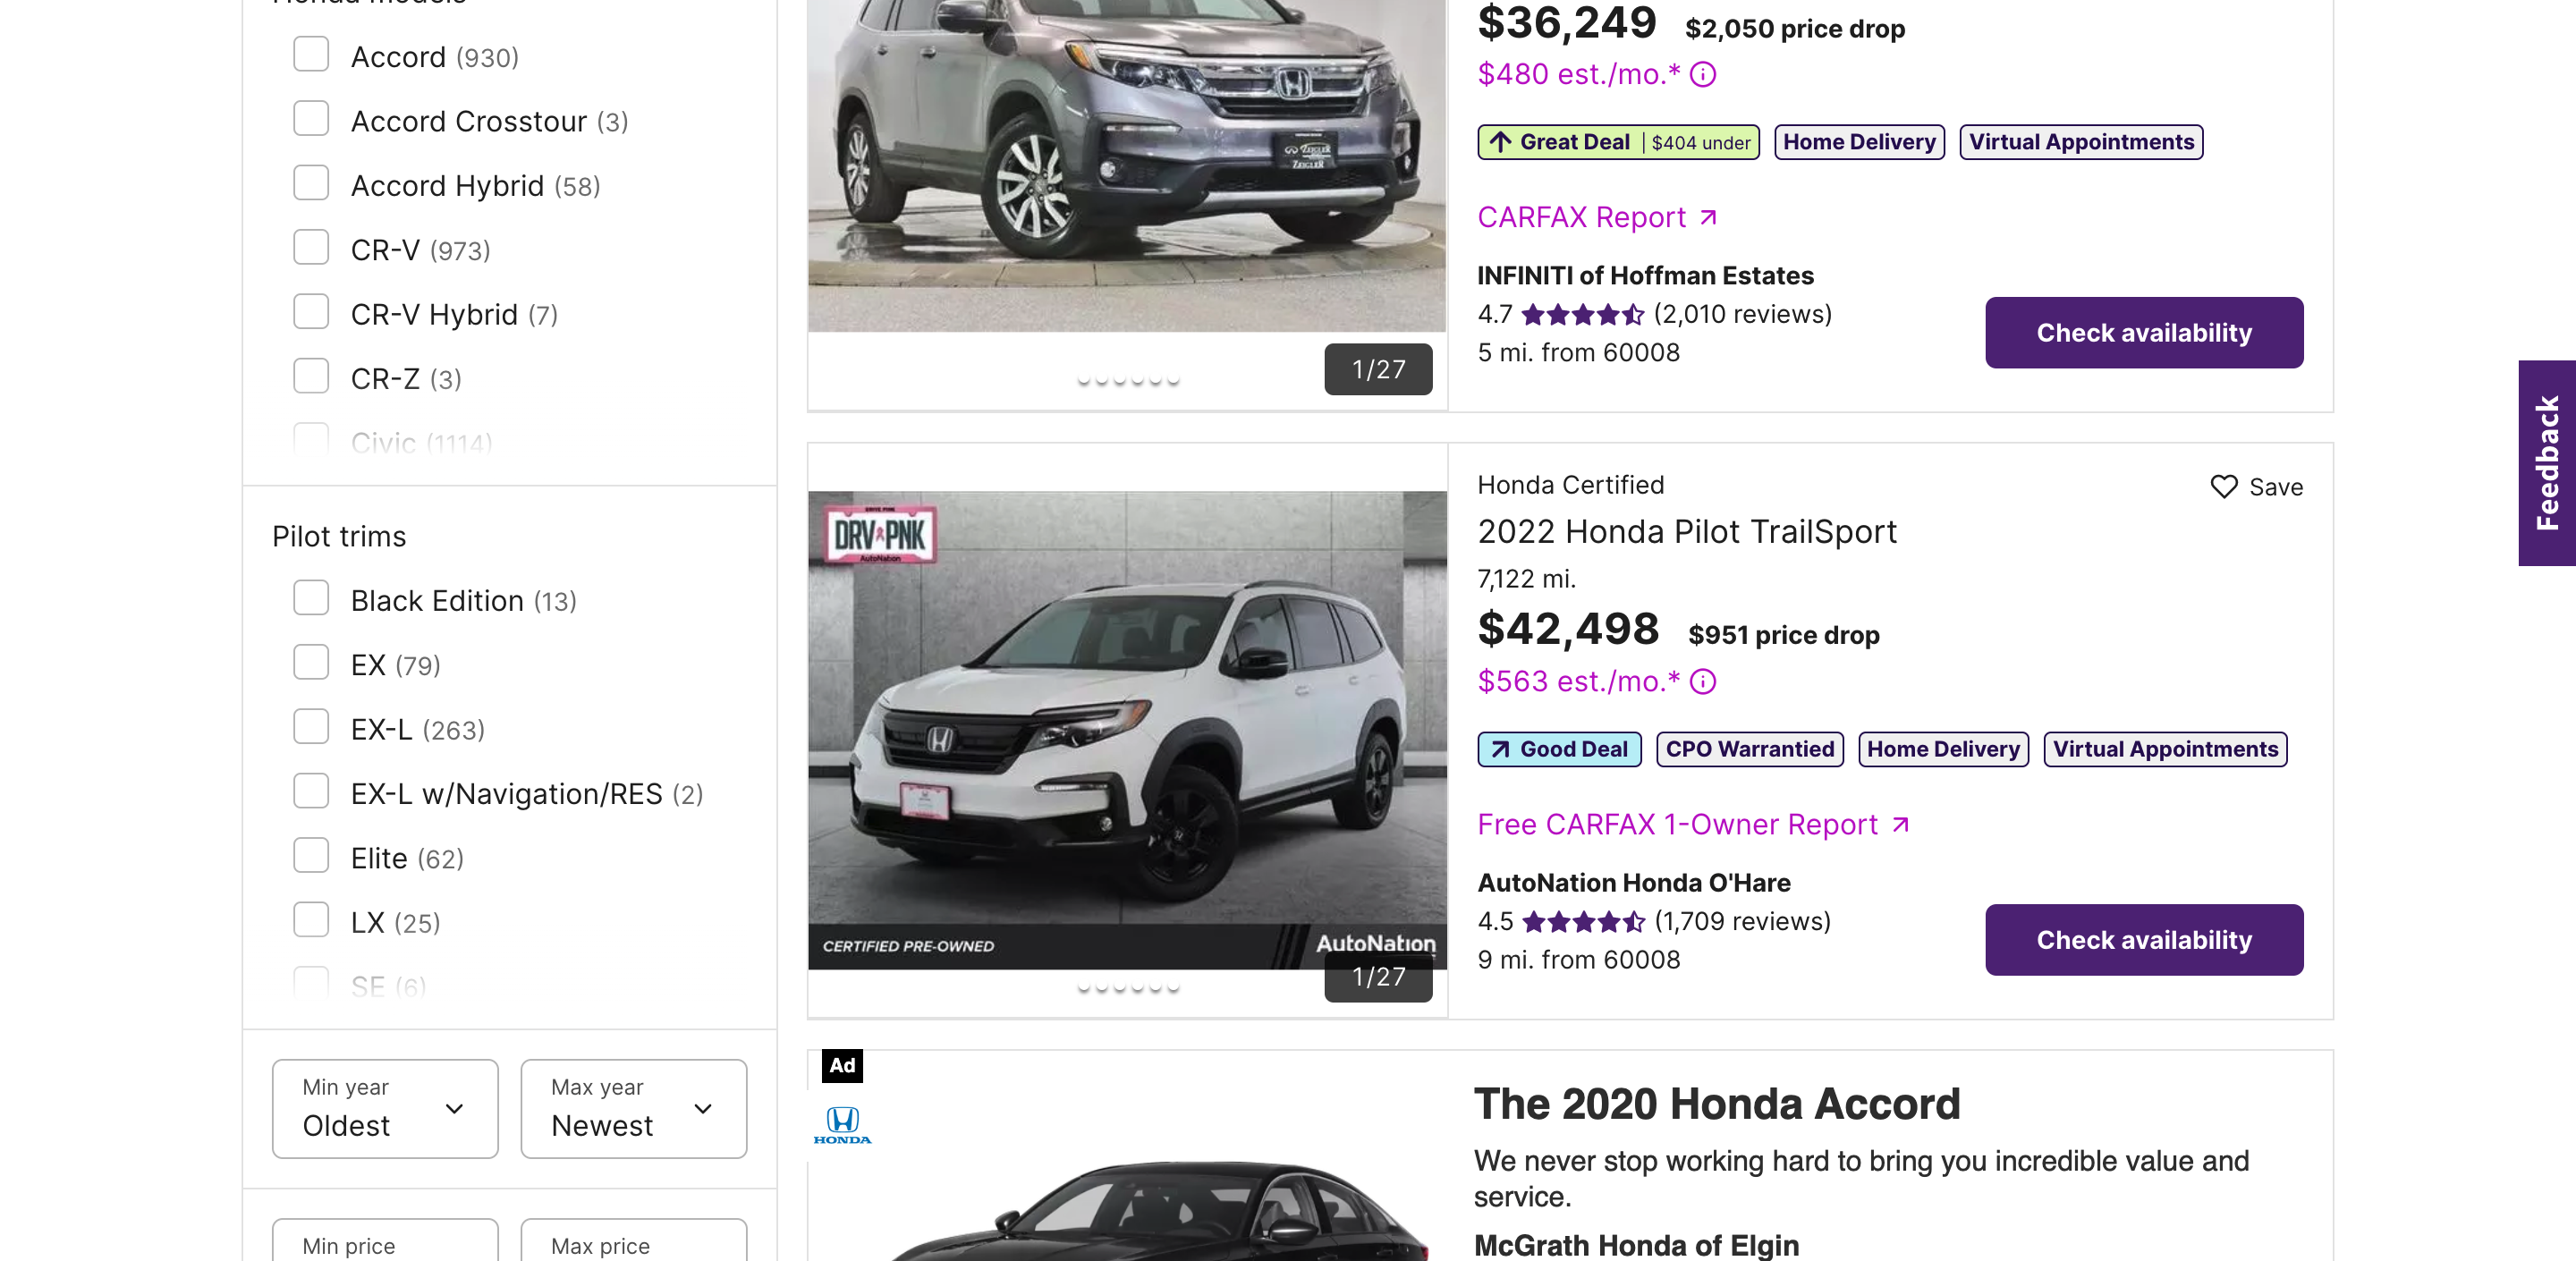 Honda models
Accord (930)
Accord Crosstour (3)
Accord Hybrid (58)
CR-V (973)
CR-V Hybrid (7)
CR-Z (3)
Civic (1114)
Pilot trims
Black Edition (13)
EX (79)
EX-L (263)
EX-L w/Navigation/RES (2)
Elite (62)
LX (25)
SE (6)
Min year
Oldest
Max year
Newest
Min price
Max price
ZEIGLER
ZEIGLER
1/27
$36,249 $2,050 price drop
$480 est./mo.*
Great Deal | $404 under
Home Delivery
Virtual Appointments
CARFAX Report
INFINITI of Hoffman Estates
4.7 (2,010 reviews)
5 mi. from 60008
Check availability
DRIVE PINK
DRV PNK
AutoNation
CERTIFIED PRE-OWNED
AutoNation
1/27
Honda Certified
Save
2022 Honda Pilot TrailSport
7,122 mi.
$42,498 $951 price drop
$563 est./mo.*
Good Deal
CPO Warrantied
Home Delivery
Virtual Appointments
Free CARFAX 1-Owner Report
AutoNation Honda O'Hare
4.5 (1,709 reviews)
9 mi. from 60008
Check availability
Ad
HONDA
The 2020 Honda Accord
We never stop working hard to bring you incredible value and
service.
McGrath Honda of Elgin
Feedback